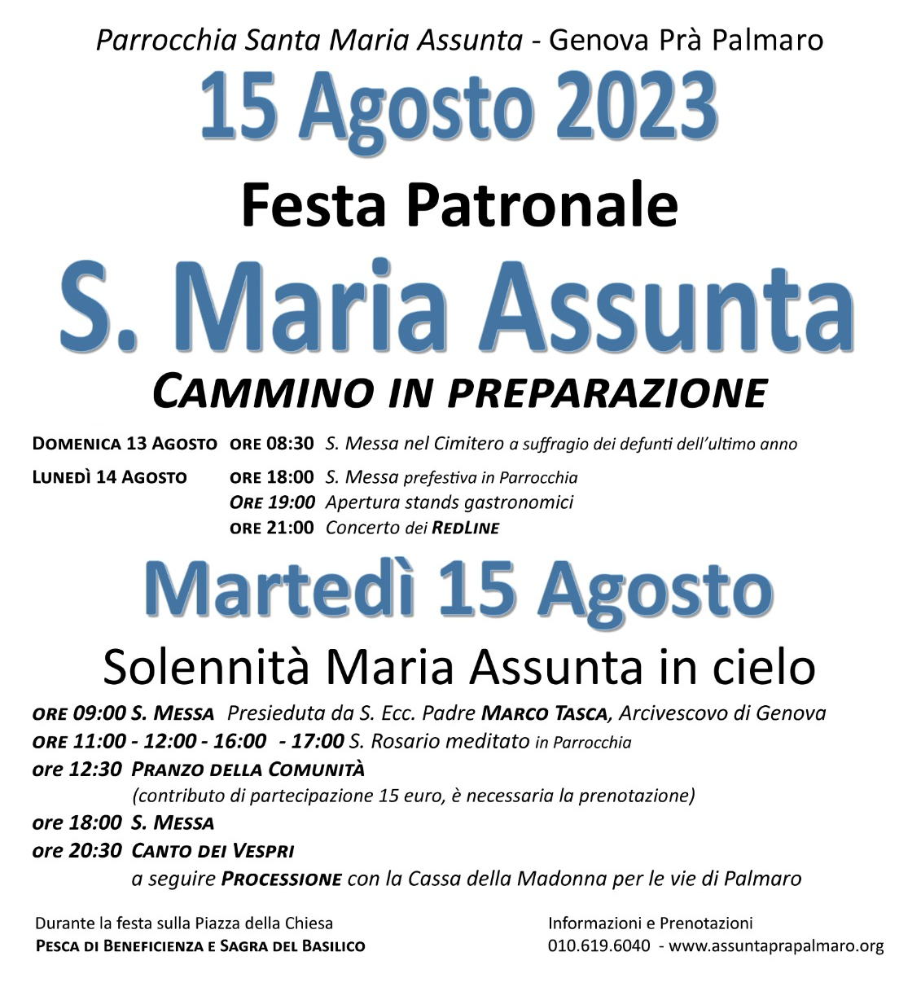 Parrocchia Santa Maria Assunta - Genova Prà Palmaro
15 Agosto 2023
Festa Patronale
S. Maria Assunta
CAMMINO IN PREPARAZIONE
DOMENICA 13 AGOSTO ORE 08:30 S. Messa nel Cimitero a suffragio dei defunti dell'ultimo anno
LUNEDÌ 14 AGOSTO ORE 18:00 S. Messa prefestiva in Parrocchia
ORE 19:00 Apertura stands gastronomici
ORE 21:00 Concerto dei REDLINE
Martedì 15 Agosto
Solennità Maria Assunta in cielo
ORE 09:00 S. MESSA Presieduta da S. Ecc. Padre MARCO TASCA, Arcivescovo di Genova
ORE 11:00 - 12:00 - 16:00 - 17:00 S. Rosario meditato in Parrocchia
ore 12:30 PRANZO DELLA COMUNITÀ
(contributo di partecipazione 15 euro, è necessaria la prenotazione)
ore 18:00 S. MESSA
ore 20:30 CANTO DEI VESPRI
a seguire PROCESSIONE con la Cassa della Madonna per le vie di Palmaro
Durante la festa sulla Piazza della Chiesa
PESCA DI BENEFICIENZA E SAGRA DEL BASILICO
Informazioni e Prenotazioni
010.619.6040 - www.assuntaprapalmaro.org